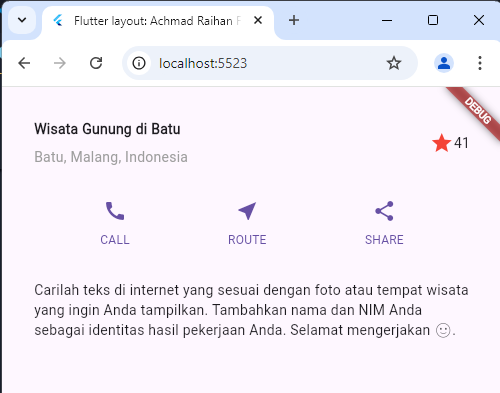 Flutter layout: Achmad Raihan
localhost:5523
DEBUG
Wisata Gunung di Batu
Batu, Malang, Indonesia
41
CALL ROUTE SHARE
Carilah teks di internet yang sesuai dengan foto atau tempat wisata
yang ingin Anda tampilkan. Tambahkan nama dan NIM Anda
sebagai identitas hasil pekerjaan Anda. Selamat mengerjakan 🙂.